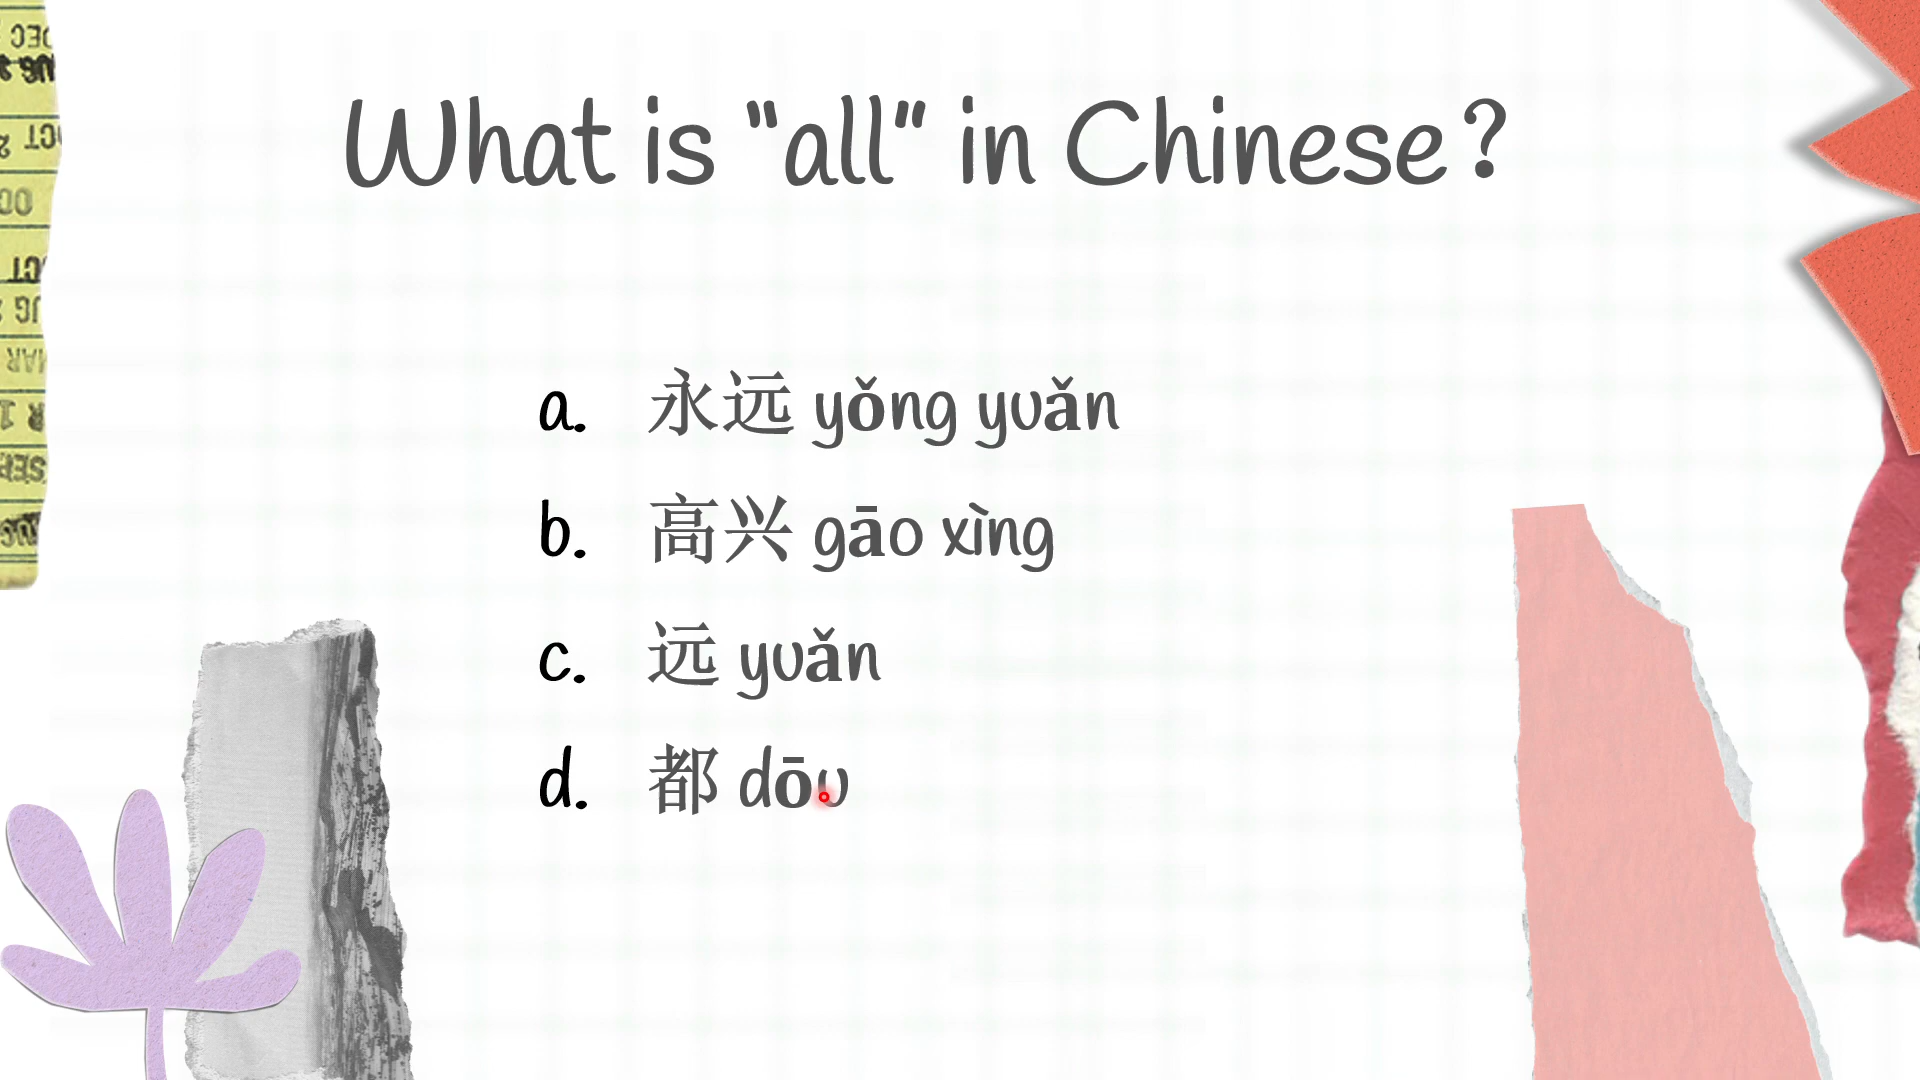 What is “all” in Chinese?
a. 永远 yǒng yuǎn
b. 高兴 gāo xìng
c. 远 yuǎn
d. 都 dōu